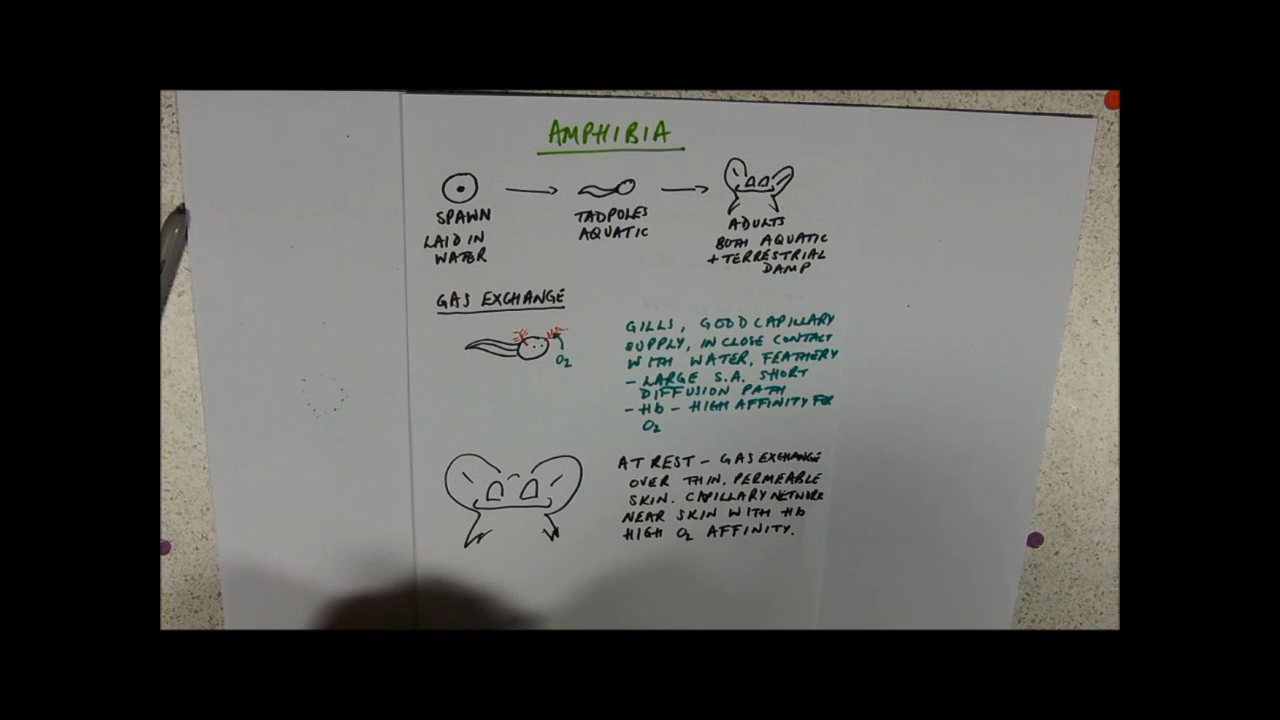 AMPHIBIA
SPAWN
LAID IN
WATER
TADPOLES
AQUATIC
ADULTS
BOTH AQUATIC
+ TERRESTRIAL
DAMP
GAS EXCHANGE
O2
GILLS, GOOD CAPILLARY
SUPPLY, IN CLOSE CONTACT
WITH WATER, FEATHERY
- LARGE S.A. SHORT
DIFFUSION PATH
- Hb - HIGH AFFINITY FOR
O2
AT REST - GAS EXCHANGE
OVER THIN, PERMEABLE
SKIN. CAPILLARY NETWORK
NEAR SKIN WITH Hb
HIGH O2 AFFINITY.